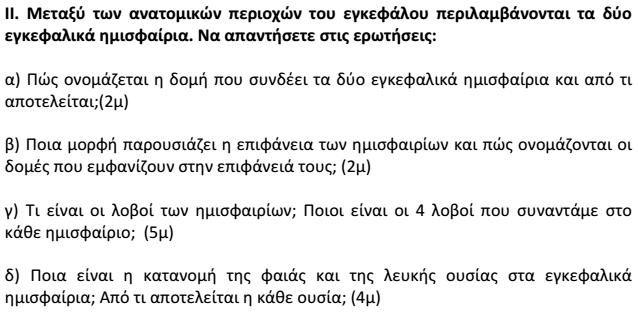 II. Μεταξύ των ανατομικών περιοχών του εγκεφάλου περιλαμβάνονται τα δύο
εγκεφαλικά ημισφαίρια. Να απαντήσετε στις ερωτήσεις:
α) Πώς ονομάζεται η δομή που συνδέει τα δύο εγκεφαλικά ημισφαίρια και από τι
αποτελείται;(2μ)
β) Ποια μορφή παρουσιάζει η επιφάνεια των ημισφαιρίων και πώς ονομάζονται οι
δομές που εμφανίζουν στην επιφάνειά τους; (2μ)
γ) Τι είναι οι λοβοί των ημισφαιρίων; Ποιοι είναι οι 4 λοβοί που συναντάμε στο
κάθε ημισφαίριο; (5μ)
δ) Ποια είναι η κατανομή της φαιάς και της λευκής ουσίας στα εγκεφαλικά
ημισφαίρια; Από τι αποτελείται η κάθε ουσία; (4μ)